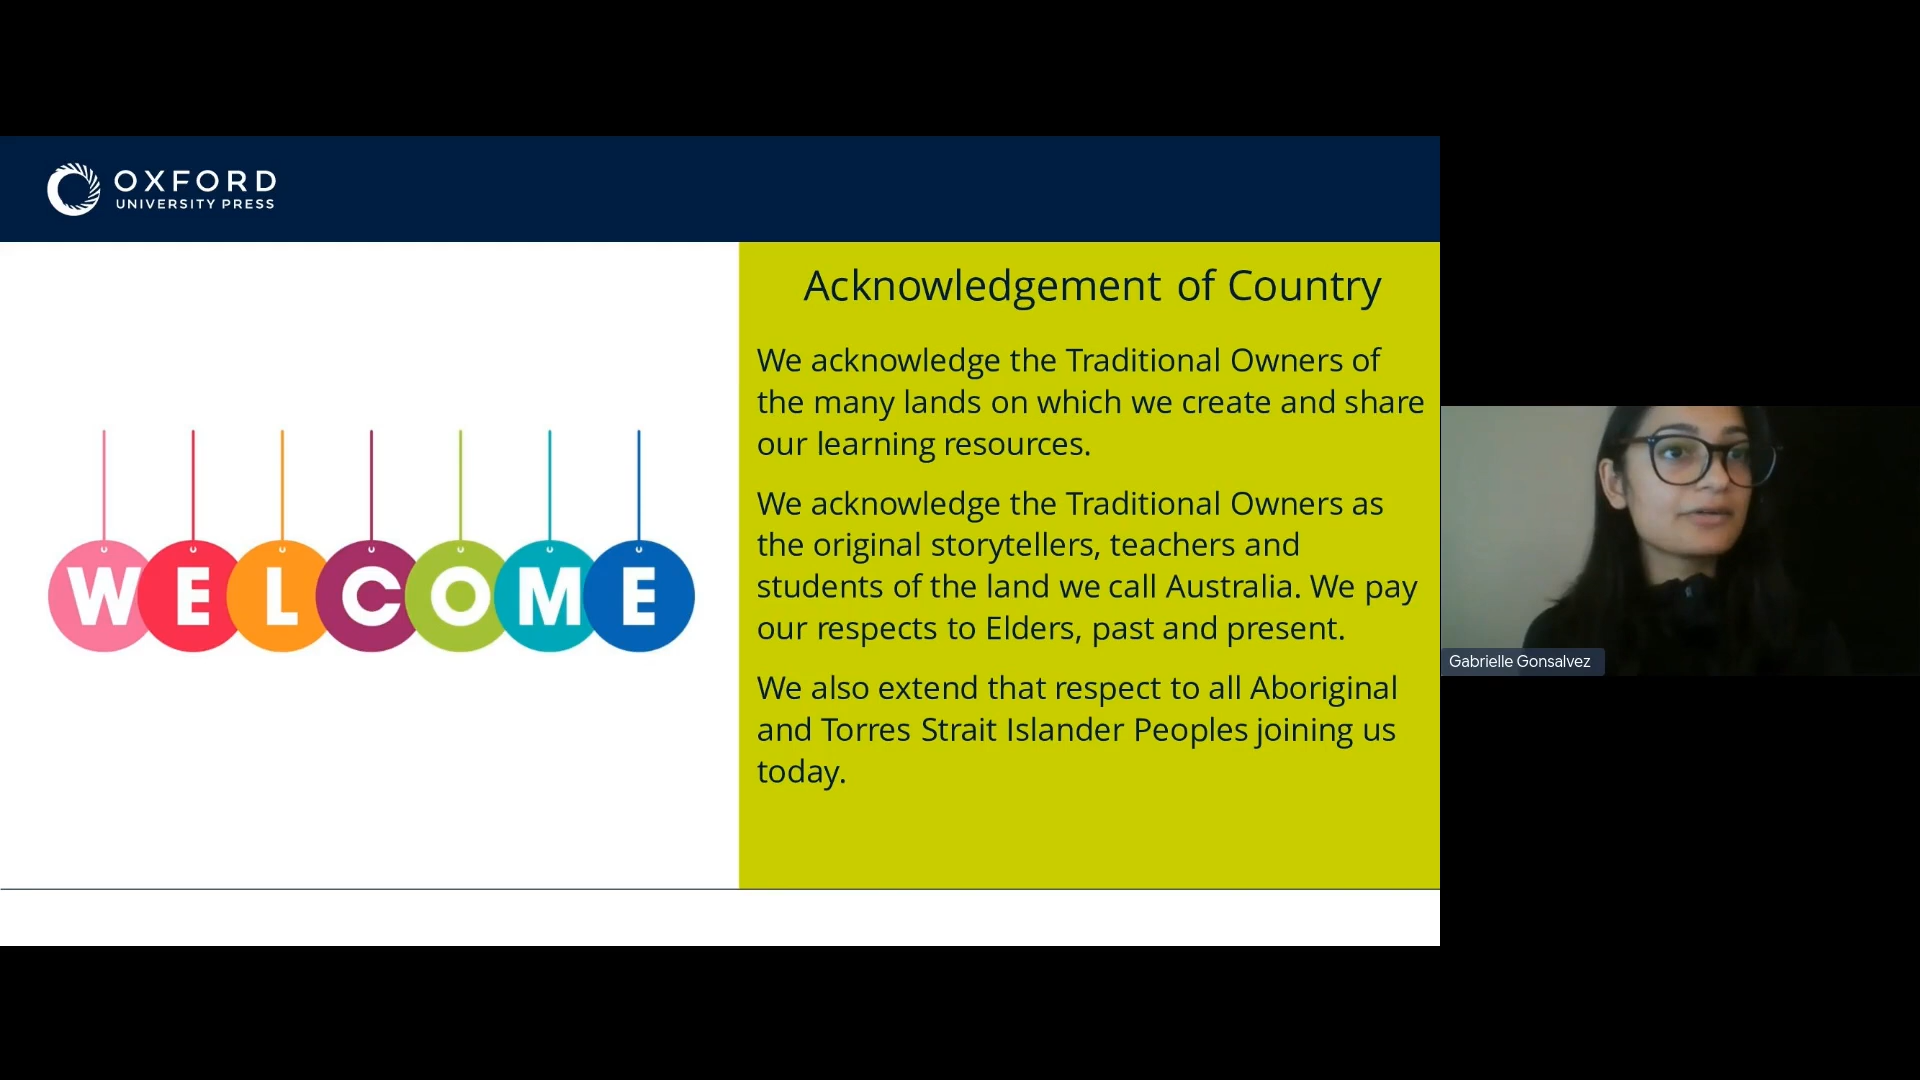 OXFORD
UNIVERSITY PRESS
WELCOME
Acknowledgement of Country
We acknowledge the Traditional Owners of
the many lands on which we create and share
our learning resources.
We acknowledge the Traditional Owners as
the original storytellers, teachers and
students of the land we call Australia. We pay
our respects to Elders, past and present.
We also extend that respect to all Aboriginal
and Torres Strait Islander Peoples joining us
today.
Gabrielle Gonsalvez